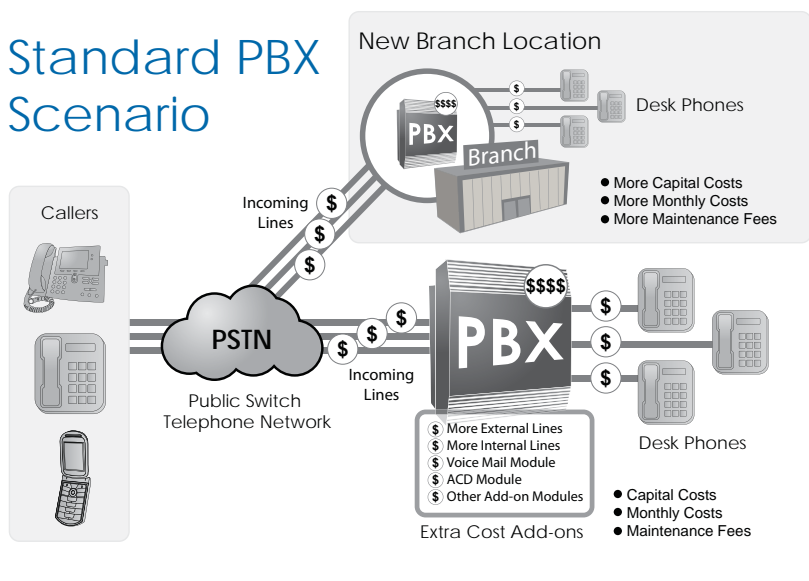 Standard PBX
Scenario
New Branch Location
$$$$
PBX
Branch
$
$
$
Desk Phones
● More Capital Costs
● More Monthly Costs
● More Maintenance Fees
Callers
Incoming
Lines
$
$
$
PSTN
Public Switch
Telephone Network
$
$
$
Incoming
Lines
$$$$
PBX
$
$
$
Desk Phones
$ More External Lines
$ More Internal Lines
$ Voice Mail Module
$ ACD Module
$ Other Add-on Modules
Extra Cost Add-ons
● Capital Costs
● Monthly Costs
● Maintenance Fees